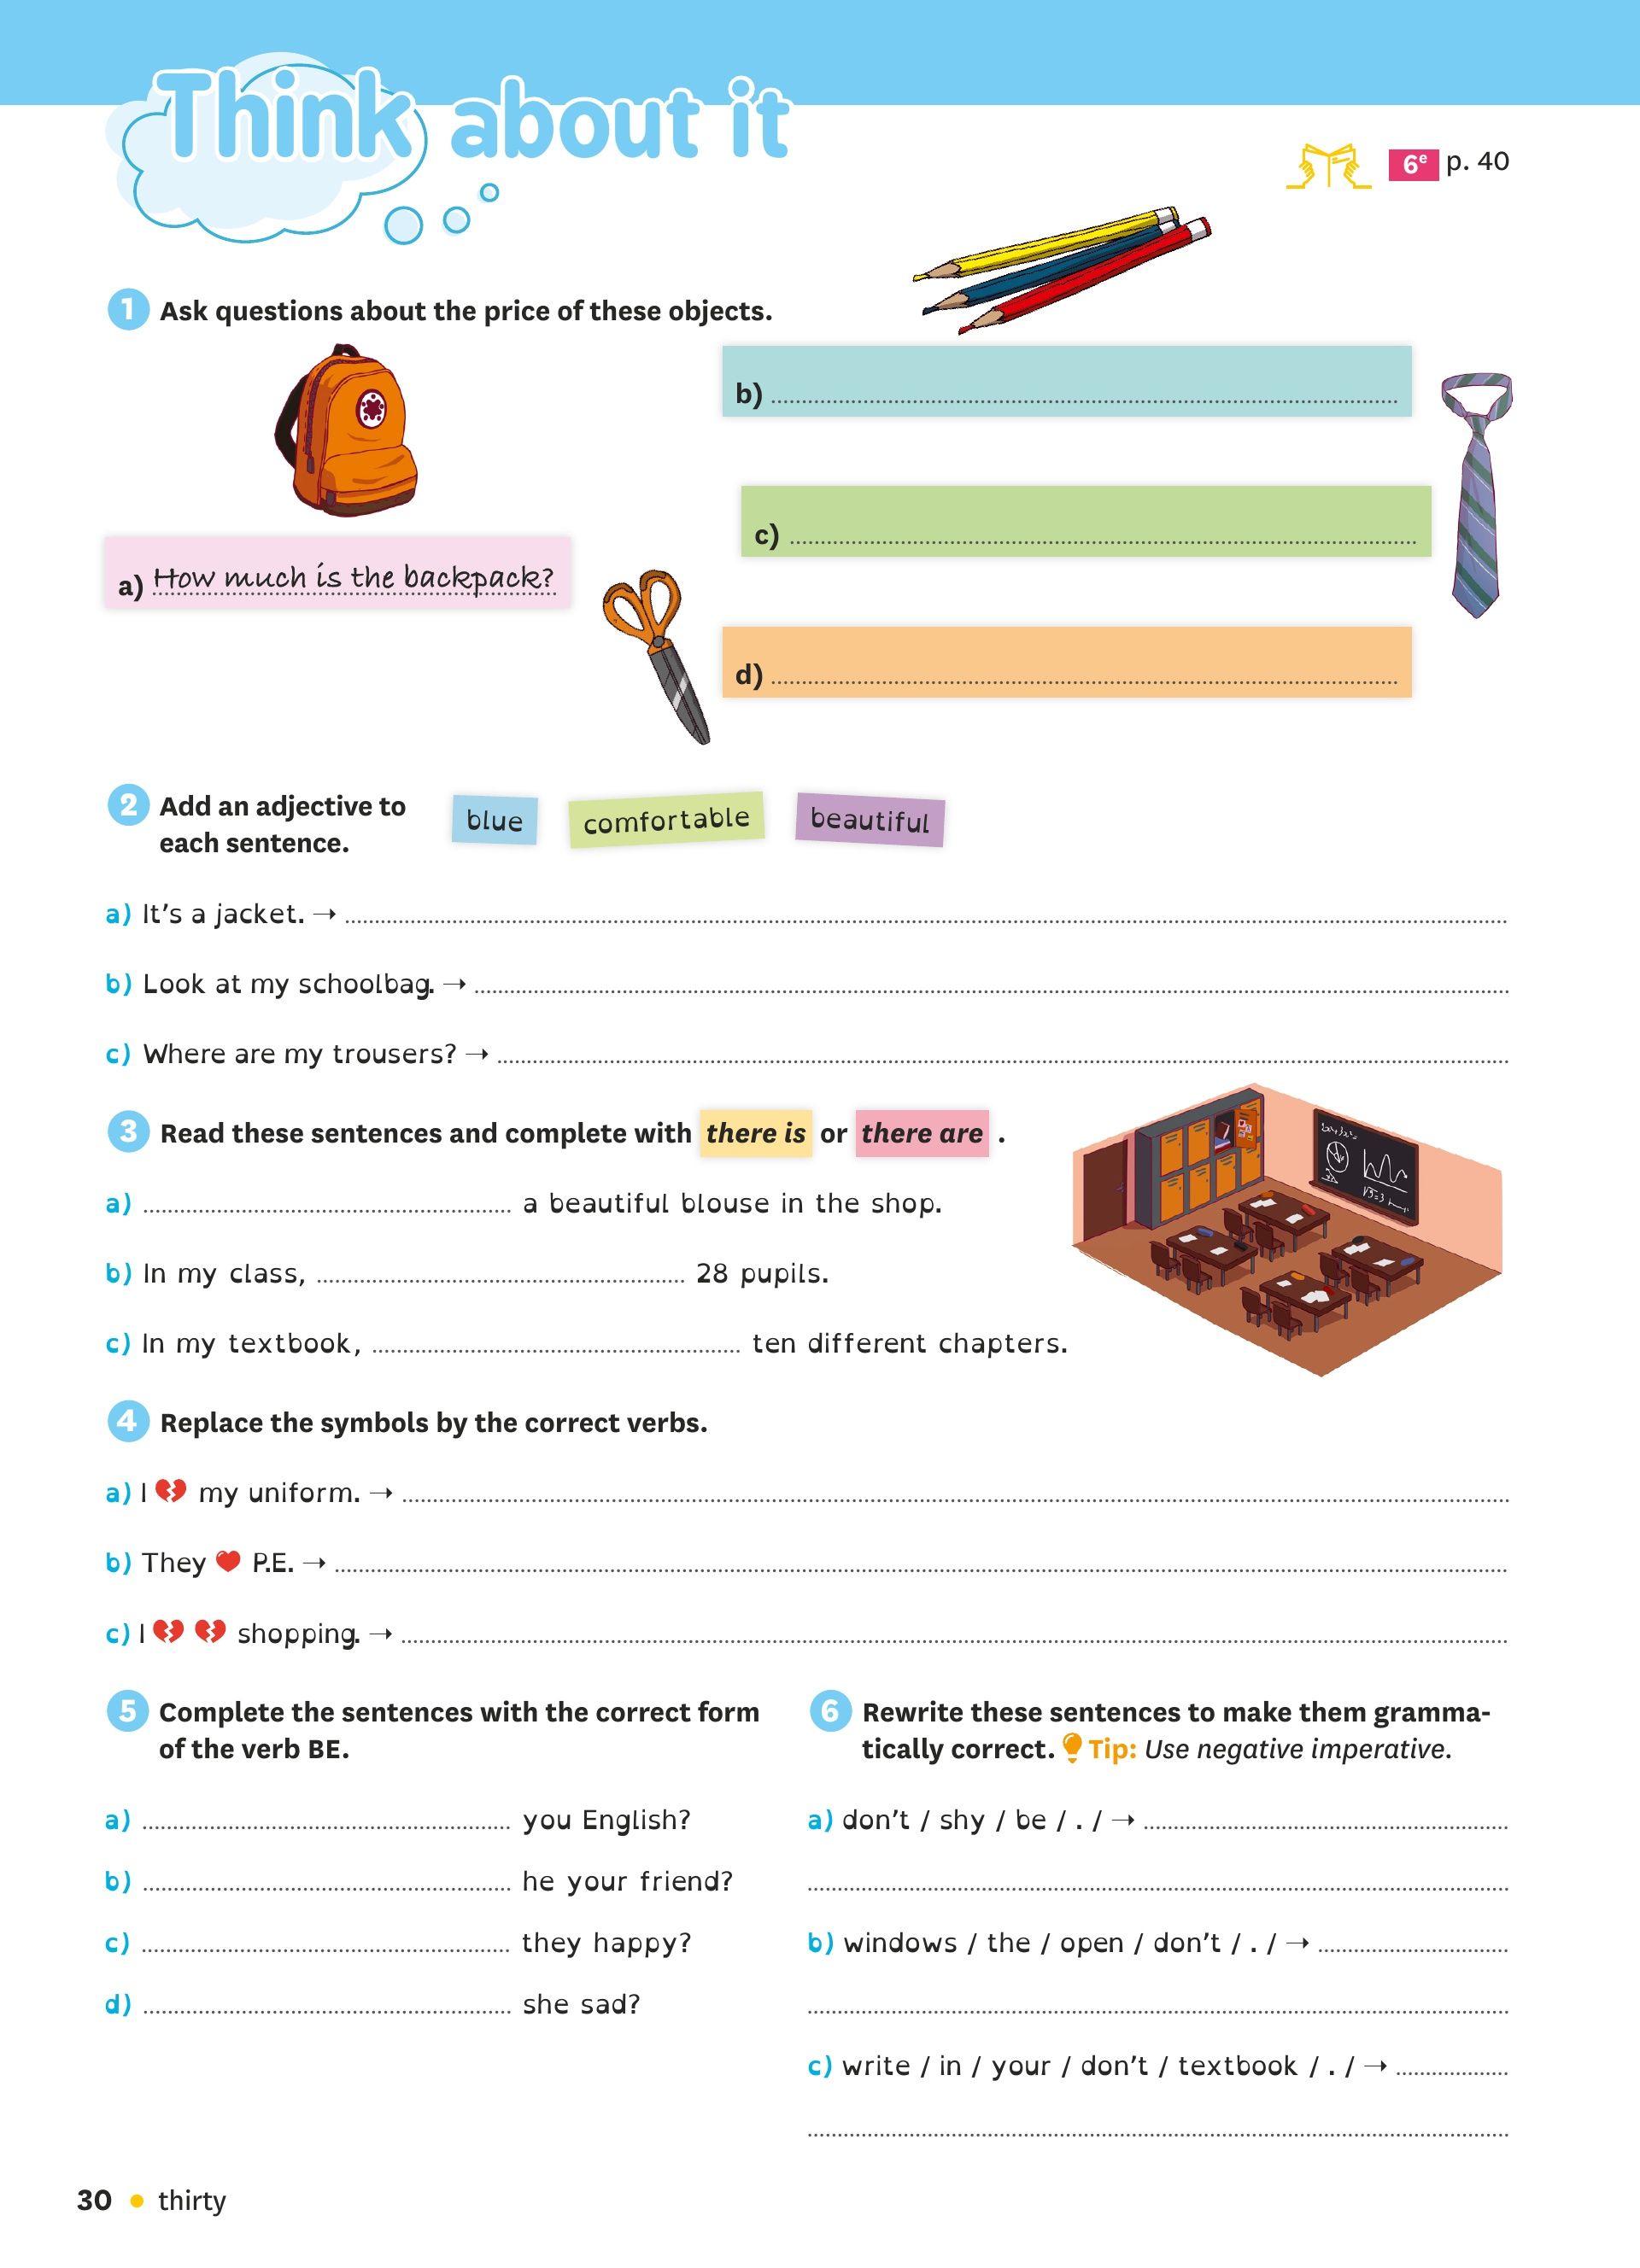 Think about it
6e p. 40
1 Ask questions about the price of these objects.
b)
c)
a) How much is the backpack?
d)
2 Add an adjective to
each sentence.
blue comfortable beautiful
a) It's a jacket. →
b) Look at my schoolbag. →
c) Where are my trousers? →
3 Read these sentences and complete with there is or there are .
a) a beautiful blouse in the shop.
b) In my class, 28 pupils.
c) In my textbook, ten different chapters.
4 Replace the symbols by the correct verbs.
a) I 💔 my uniform. →
b) They ❤ P.E. →
c) I 💔 💔 shopping. →
5 Complete the sentences with the correct form
of the verb BE.
a) you English?
b) he your friend?
c) they happy?
d) she sad?
6 Rewrite these sentences to make them gramma-
tically correct. Tip: Use negative imperative.
a) don't / shy / be / . / →
b) windows / the / open / don't / . / →
c) write / in / your / don't / textbook / . / →
30 • thirty